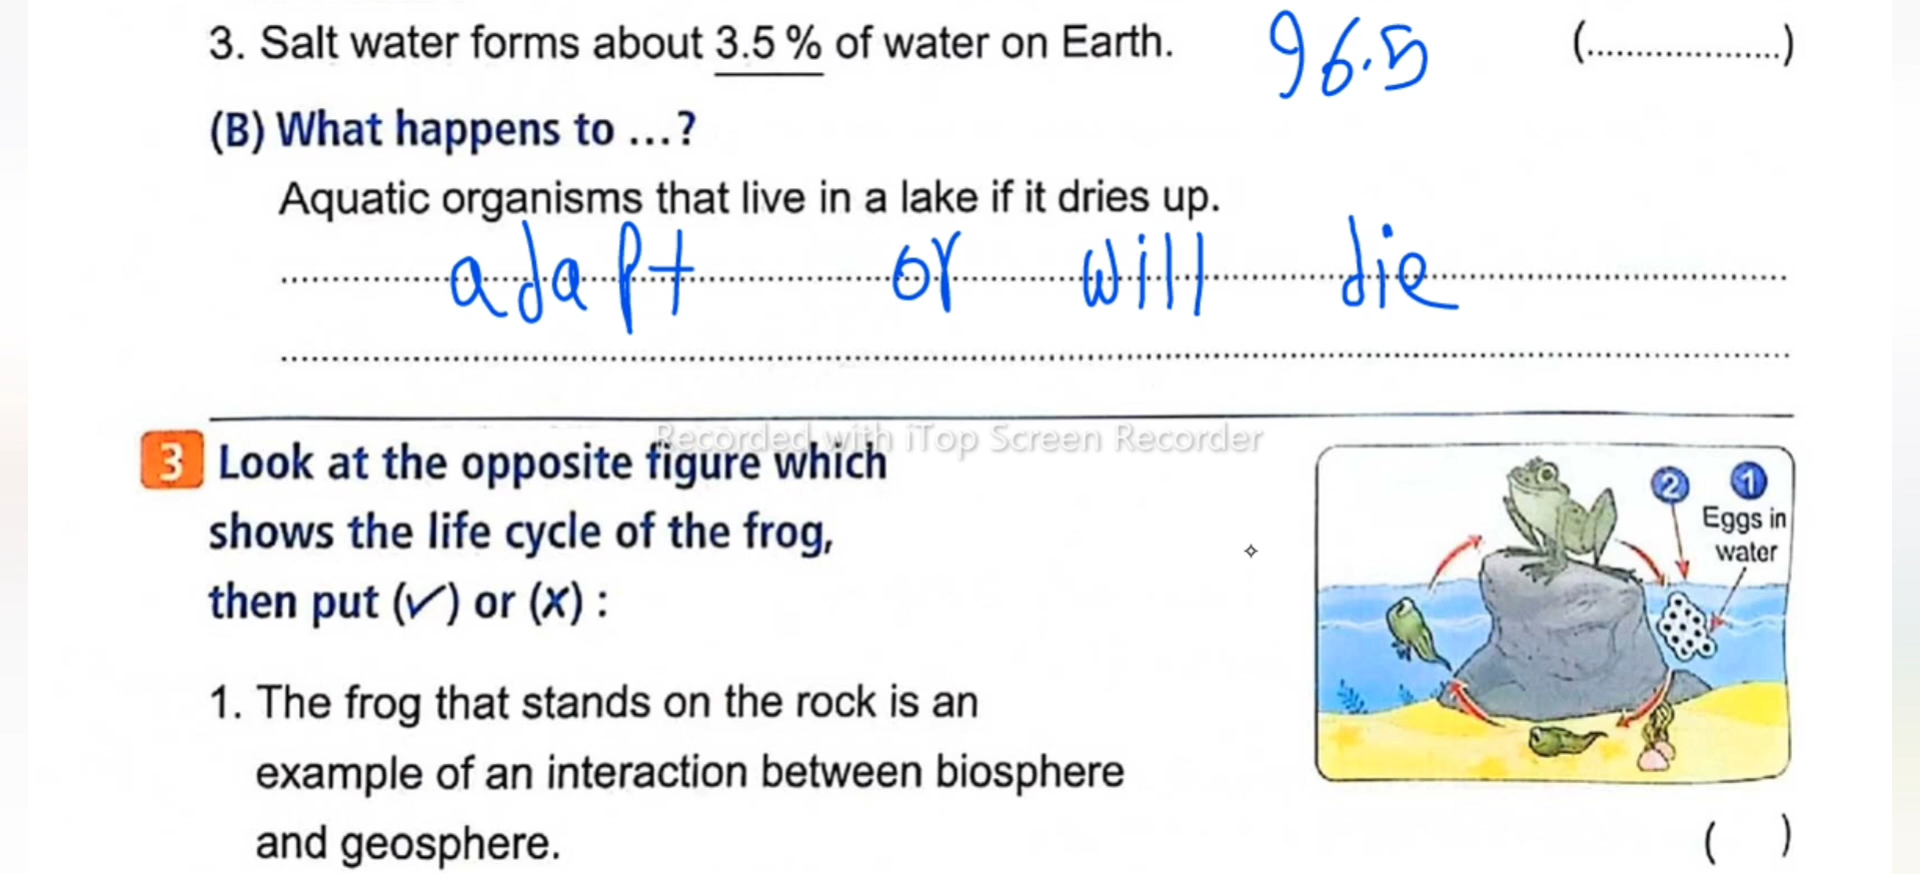 3. Salt water forms about 3.5 % of water on Earth. 96.5 (....................)
(B) What happens to ...?
Aquatic organisms that live in a lake if it dries up.
adapt or will die
Recorded with iTop Screen Recorder
3 Look at the opposite figure which
shows the life cycle of the frog,
then put (✓) or (x) :
2 1
Eggs in
water
1. The frog that stands on the rock is an
example of an interaction between biosphere
and geosphere. ( )